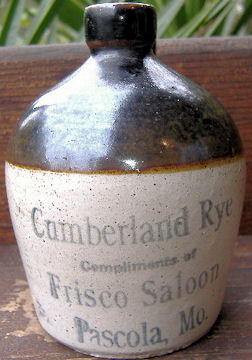 Cumberland Rye
Compliments of
Frisco Saloon
Pascola, Mo.